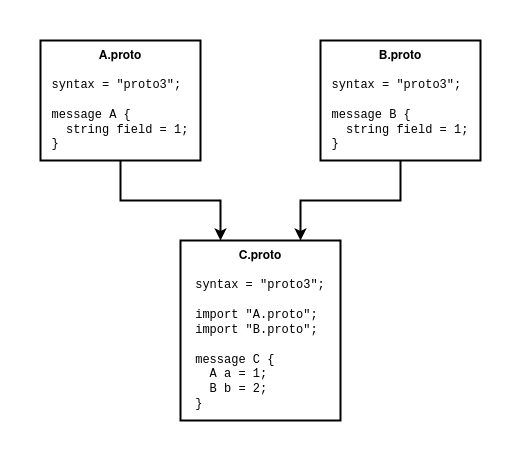 A.proto
syntax = "proto3";
message A {
  string field = 1;
}
B.proto
syntax = "proto3";
message B {
  string field = 1;
}
C.proto
syntax = "proto3";
import "A.proto";
import "B.proto";
message C {
  A a = 1;
  B b = 2;
}